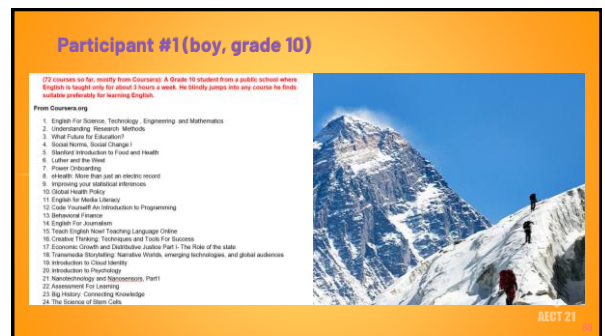 Participant #1 (boy, grade 10)
(72 courses so far, mostly from Coursera): A Grade 10 student from a public school where
English is taught only for about 3 hours a week. He blindly jumps into any course he finds
suitable preferably for learning English.
From Coursera.org
1. English For Science, Technology , Engineering and Mathematics
2. Understanding Research Methods
3. What Future for Education?
4. Social Norms, Social Change I
5. Stanford Introduction to Food and Health
6. Luther and the West
7. Power Onboarding
8. eHealth: More than just an electric record
9. Improving your statistical inferences
10. Global Health Policy
11. English for Media Literacy
12. Code Yourself! An Introduction to Programming
13. Behavioral Finance
14. English For Journalism
15. Teach English Now! Teaching Language Online
16. Creative Thinking: Techniques and Tools For Success
17. Economic Growth and Distributive Justice Part I- The Role of the state
18. Transmedia Storytelling: Narrative Worlds, emerging technologies, and global audiences
19. Introduction to Cloud Identity
20. Introduction to Psychology
21. Nanotechnology and Nanosensors, Part1
22. Assessment For Learning
23. Big History: Connecting Knowledge
24. The Science of Stem Cells
AECT 21